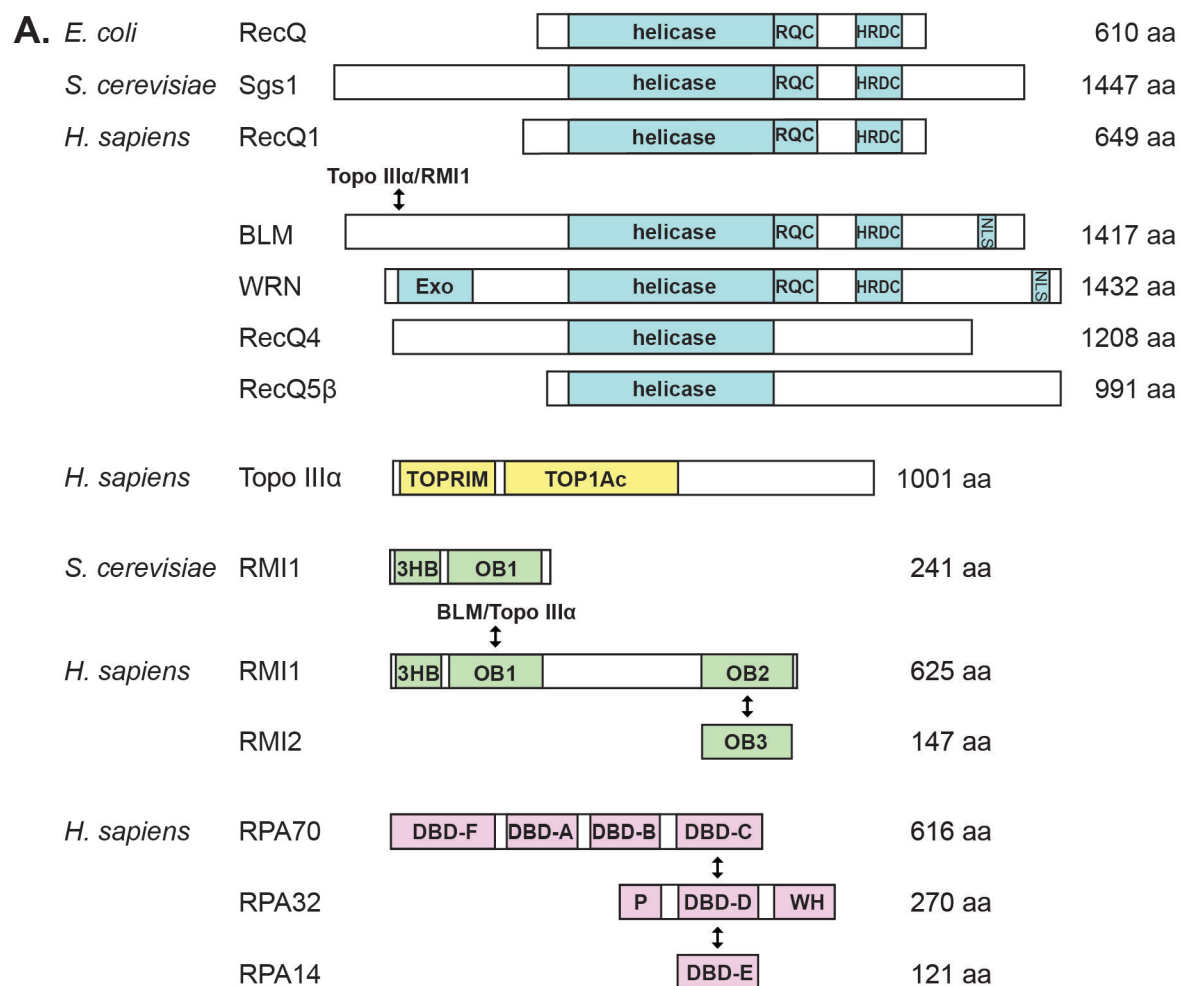 A. E. coli RecQ helicase RQC HRDC 610 aa
S. cerevisiae Sgs1 helicase RQC HRDC 1447 aa
H. sapiens RecQ1 helicase RQC HRDC 649 aa
Topo IIIα/RMI1
BLM helicase RQC HRDC NLS 1417 aa
WRN Exo helicase RQC HRDC NLS 1432 aa
RecQ4 helicase 1208 aa
RecQ5β helicase 991 aa
H. sapiens Topo IIIα TOPRIM TOP1Ac 1001 aa
S. cerevisiae RMI1 3HB OB1 241 aa
BLM/Topo IIIα
H. sapiens RMI1 3HB OB1 OB2 625 aa
RMI2 OB3 147 aa
H. sapiens RPA70 DBD-F DBD-A DBD-B DBD-C 616 aa
RPA32 P DBD-D WH 270 aa
RPA14 DBD-E 121 aa